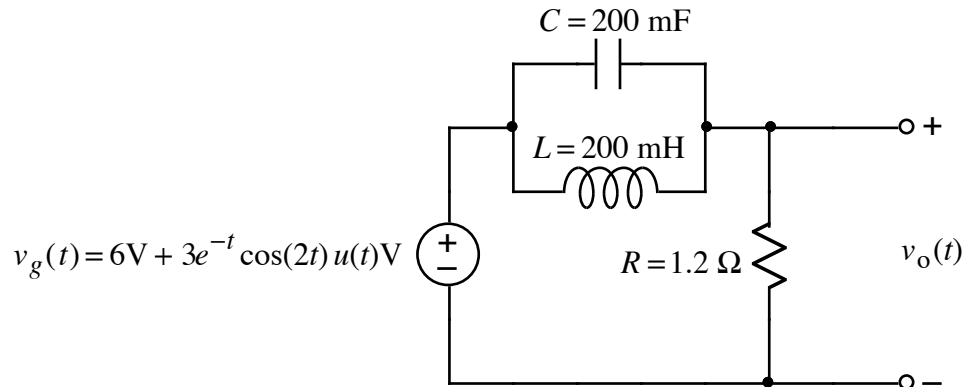 C = 200 mF
+
L = 200 mH
v_g(t) = 6V + 3e^{-t} cos(2t) u(t)V
+
−
R = 1.2 Ω
v_o(t)
−